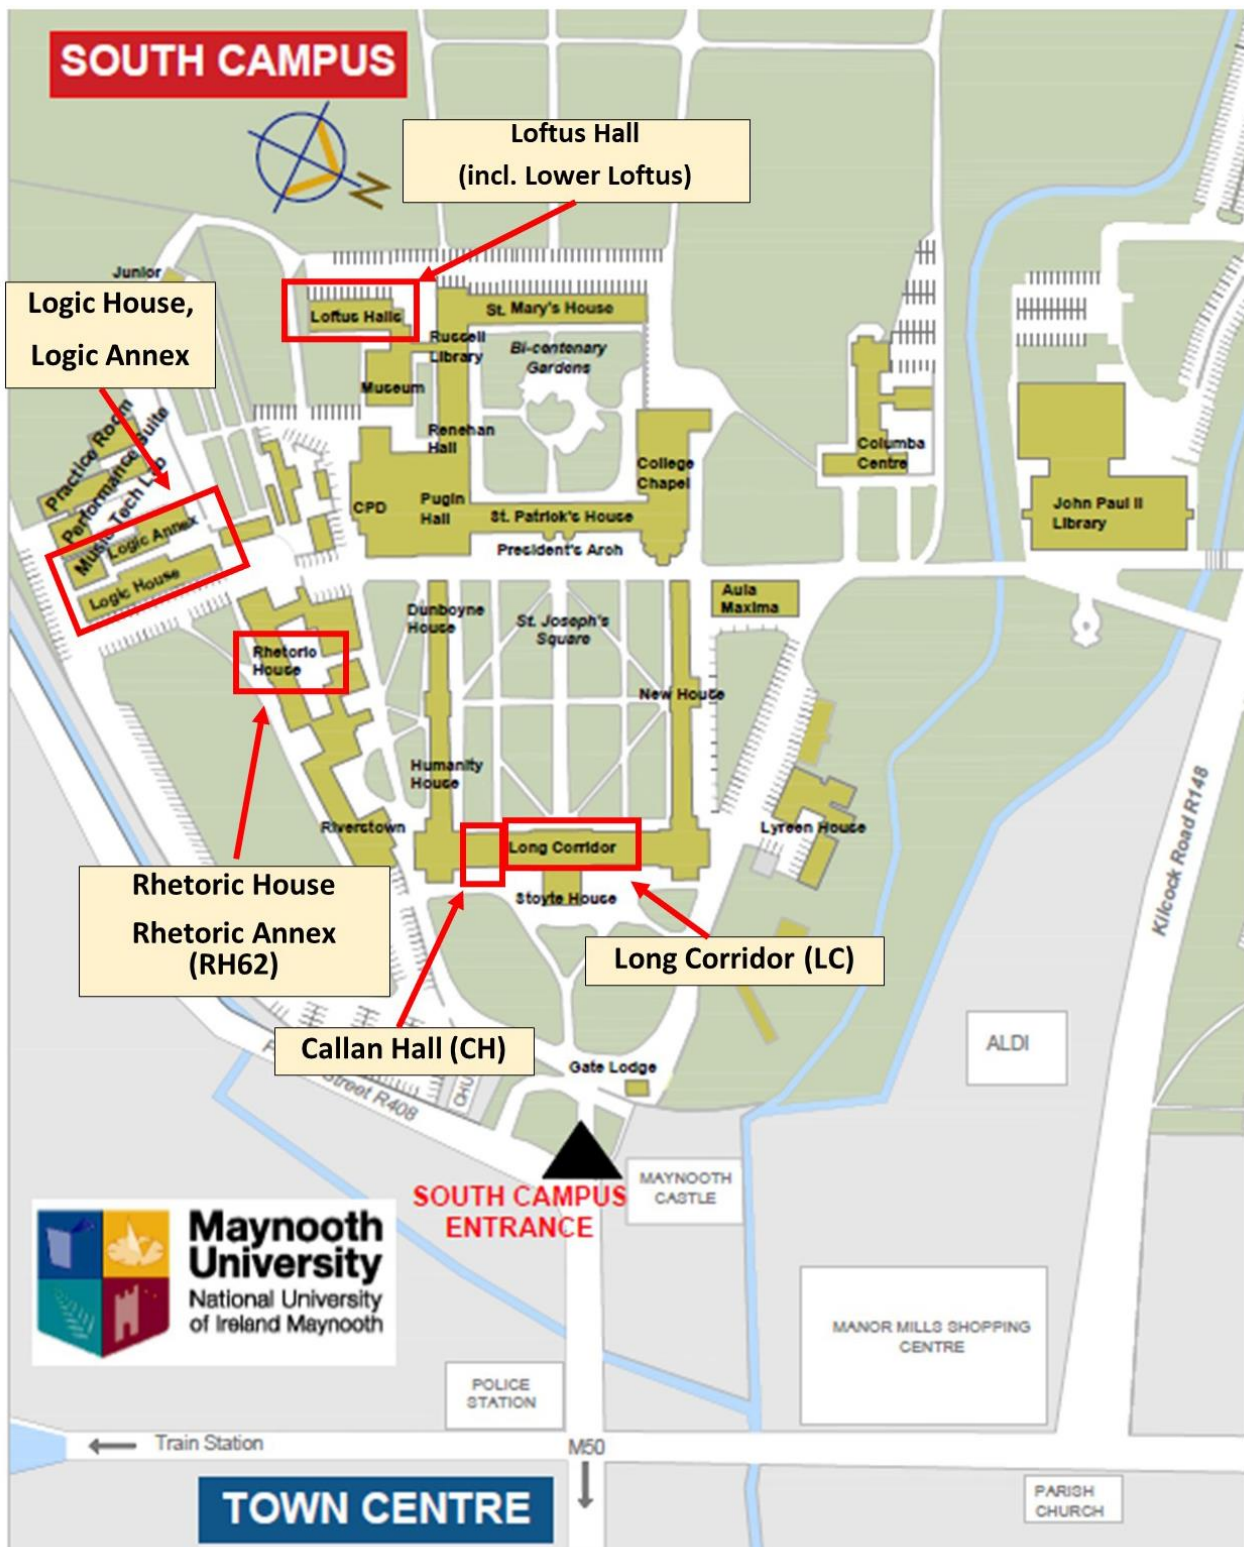 SOUTH CAMPUS
N
Loftus Hall
(incl. Lower Loftus)
Junior
Logic House,
Logic Annex
Loftus Halls
St. Mary's House
Russell
Library
Bi-centenary
Gardens
Museum
Practice Room
Performance Suite
Music Tech Lab
Renehan
Hall
College
Chapel
Columba
Centre
CPD
Pugin
Hall
St. Patrick's House
John Paul II
Library
Logic Annex
Logic House
President's Arch
Dunboyne
House
St. Joseph's
Square
Aula
Maxima
Rhetoric
House
New House
Humanity
House
Riverstown
Long Corridor
Lyreen House
Kilcock Road R148
Stoyte House
Rhetoric House
Rhetoric Annex
(RH62)
Long Corridor (LC)
Callan Hall (CH)
ALDI
Gate Lodge
Street R408
CHU
MAYNOOTH
CASTLE
SOUTH CAMPUS
ENTRANCE
Maynooth
University
National University
of Ireland Maynooth
MANOR MILLS SHOPPING
CENTRE
POLICE
STATION
Train Station
M50
TOWN CENTRE
PARISH
CHURCH